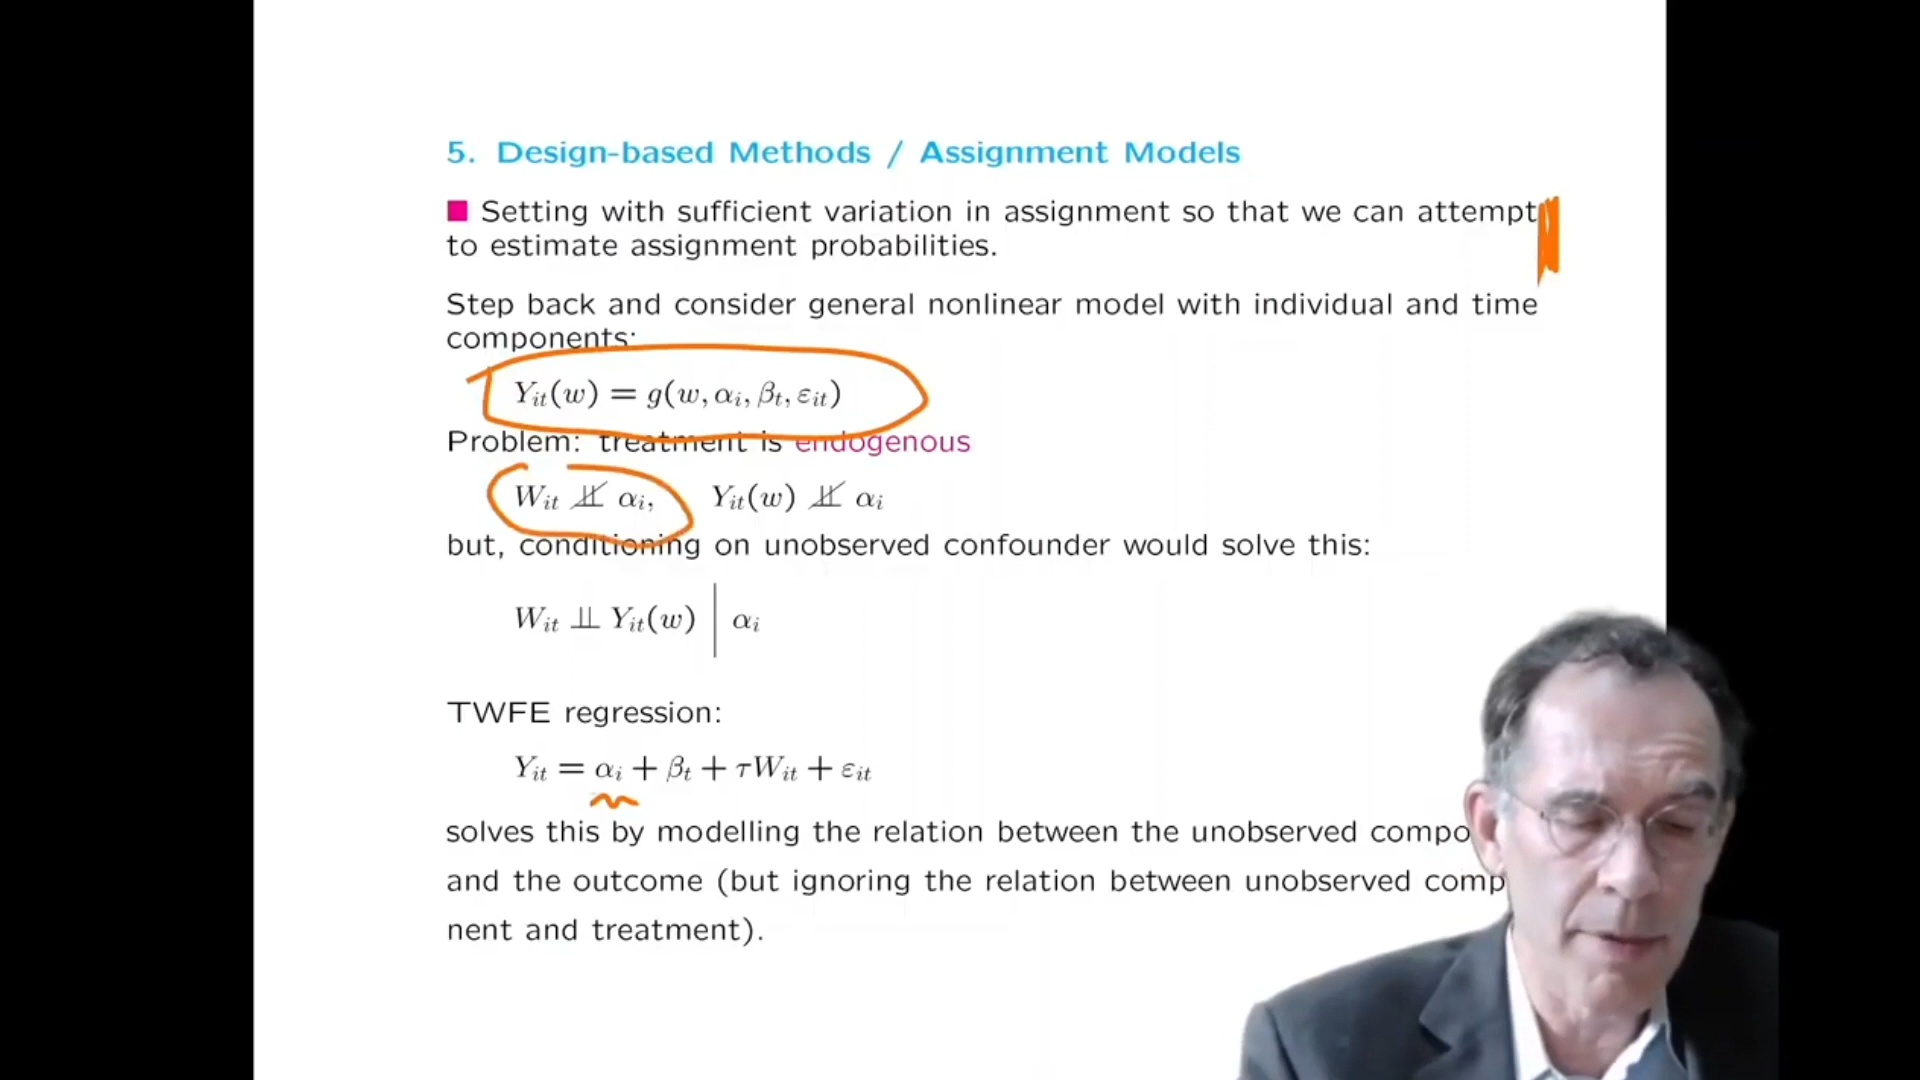 5. Design-based Methods / Assignment Models
■ Setting with sufficient variation in assignment so that we can attempt
to estimate assignment probabilities.
Step back and consider general nonlinear model with individual and time
components:
Yᵢₜ(w) = g(w, αᵢ, βₜ, εᵢₜ)
Problem: treatment is endogenous
Wᵢₜ ⫫̸ αᵢ, Yᵢₜ(w) ⫫̸ αᵢ
but, conditioning on unobserved confounder would solve this:
Wᵢₜ ⫫ Yᵢₜ(w) | αᵢ
TWFE regression:
Yᵢₜ = αᵢ + βₜ + τWᵢₜ + εᵢₜ
solves this by modelling the relation between the unobserved compo
and the outcome (but ignoring the relation between unobserved comp
nent and treatment).